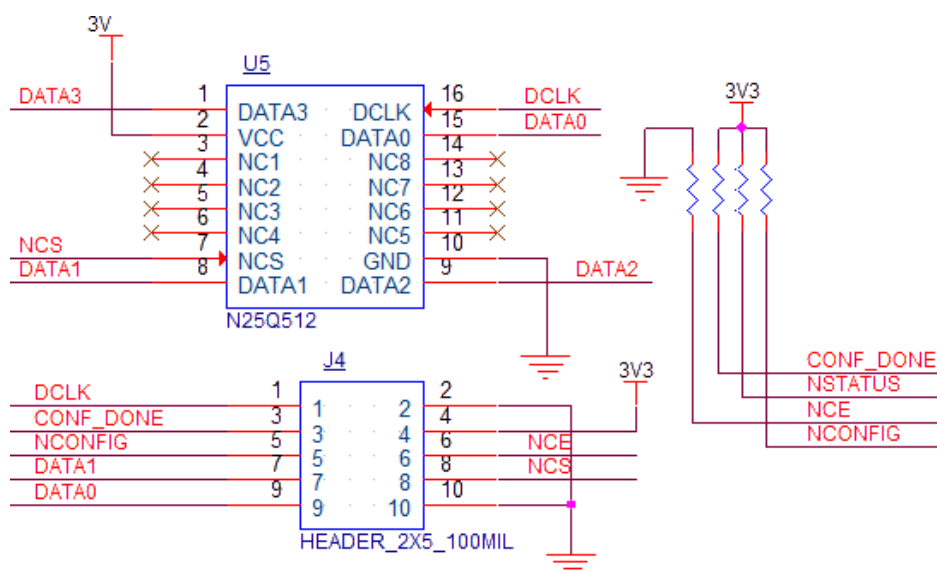 3V
U5
DATA3 1 DATA3 DCLK 16 DCLK
2 VCC DATA0 15 DATA0
3 NC1 NC8 14
4 NC2 NC7 13
5 NC3 NC6 12
6 NC4 NC5 11
NCS 7 NCS GND 10
DATA1 8 DATA1 DATA2 9 DATA2
N25Q512
3V3
CONF_DONE
NSTATUS
NCE
NCONFIG
J4
3V3
DCLK 1 1 2 2
CONF_DONE 3 3 4 4
NCONFIG 5 5 6 6 NCE
DATA1 7 7 8 8 NCS
DATA0 9 9 10 10
HEADER_2X5_100MIL